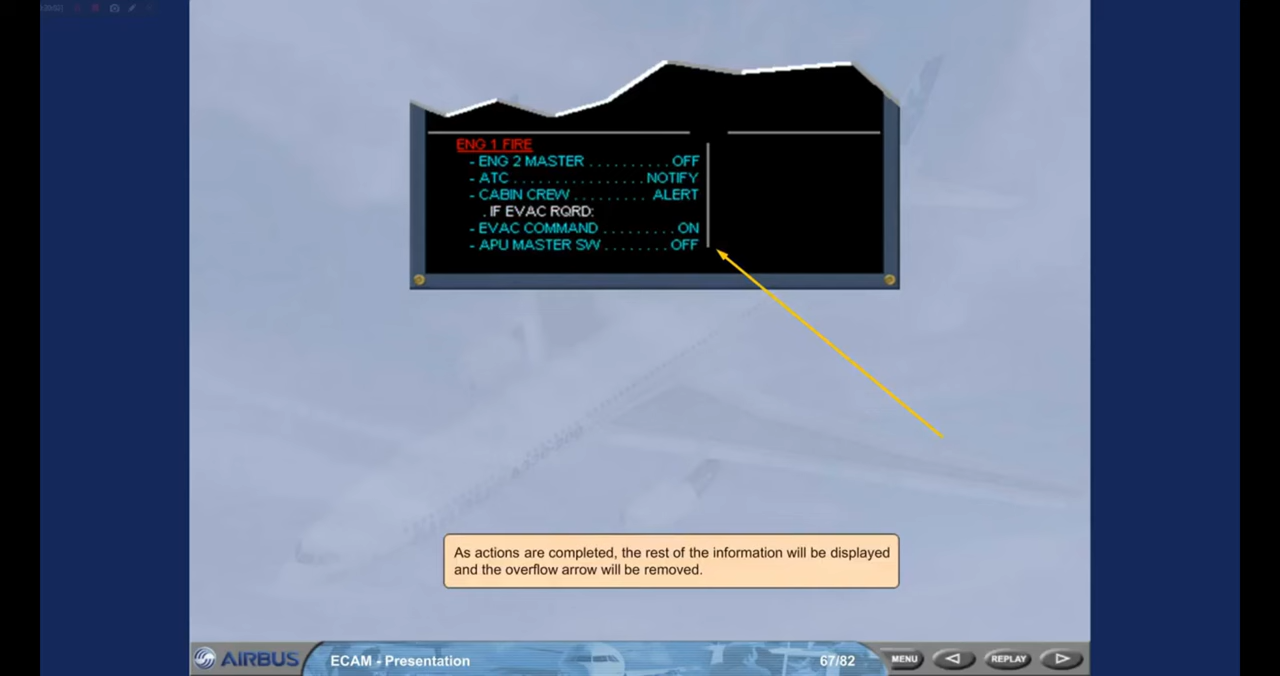 ENG 1 FIRE
- ENG 2 MASTER . . . . . . . . . . OFF
- ATC . . . . . . . . . . . . . . . . . NOTIFY
- CABIN CREW . . . . . . . . . ALERT
. IF EVAC RQRD:
- EVAC COMMAND . . . . . . . . . ON
- APU MASTER SW . . . . . . . . OFF
As actions are completed, the rest of the information will be displayed
and the overflow arrow will be removed.
AIRBUS
ECAM - Presentation
67/82
MENU
REPLAY